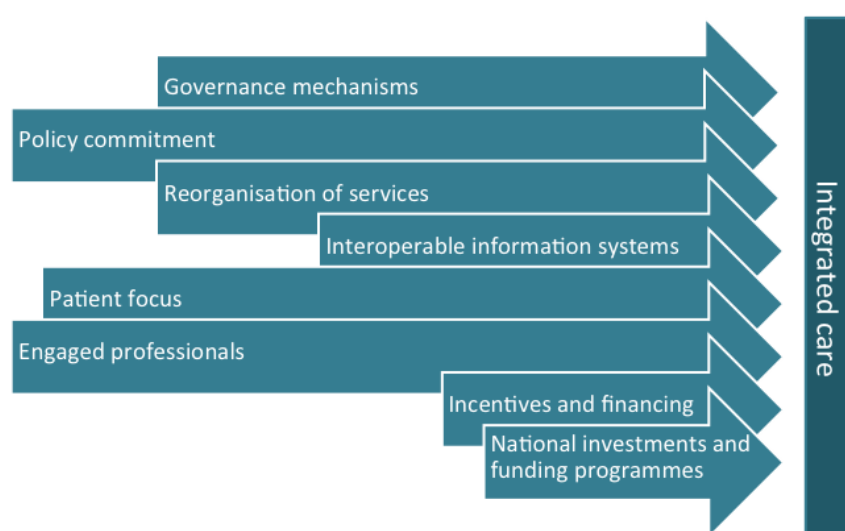 Governance mechanisms
Policy commitment
Reorganisation of services
Interoperable information systems
Patient focus
Engaged professionals
Incentives and financing
National investments and
funding programmes
Integrated care